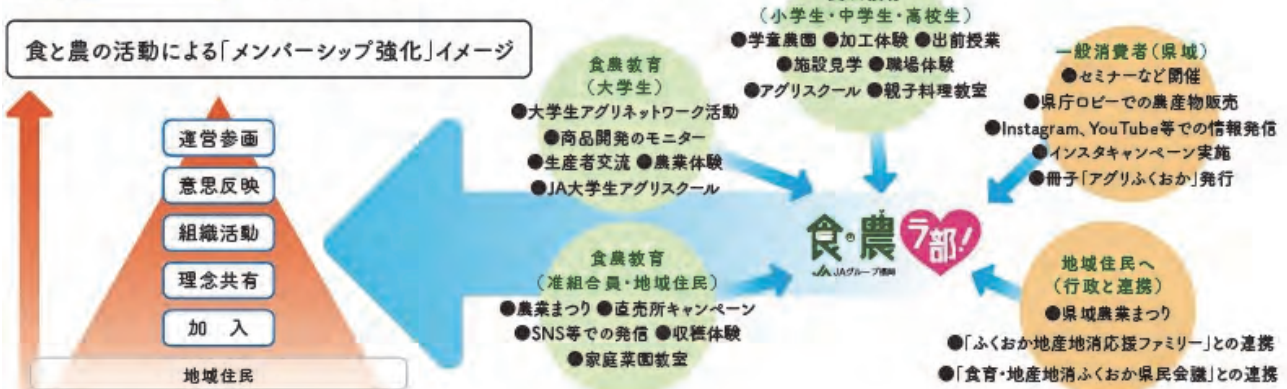 食と農の活動による「メンバーシップ強化」イメージ
運営参画
意思反映
組織活動
理念共有
加 入
地域住民
食農教育
(大学生)
●大学生アグリネットワーク活動
●商品開発のモニター
●生産者交流 ●農業体験
●JA大学生アグリスクール
(小学生・中学生・高校生)
●学童農園 ●加工体験 ●出前授業
●施設見学 ●職場体験
●アグリスクール ●親子料理教室
一般消費者(県域)
●セミナーなど開催
●県庁ロビーでの農産物販売
●Instagram、YouTube等での情報発信
●インスタキャンペーン実施
●冊子「アグリふくおか」発行
食農教育
(准組合員・地域住民)
●農業まつり ●直売所キャンペーン
●SNS等での発信 ●収穫体験
●家庭菜園教室
食・農
ラ部!
JAグループ福岡
地域住民へ
(行政と連携)
●県域農業まつり
●「ふくおか地産地消応援ファミリー」との連携
●「食育・地産地消ふくおか県民会議」との連携